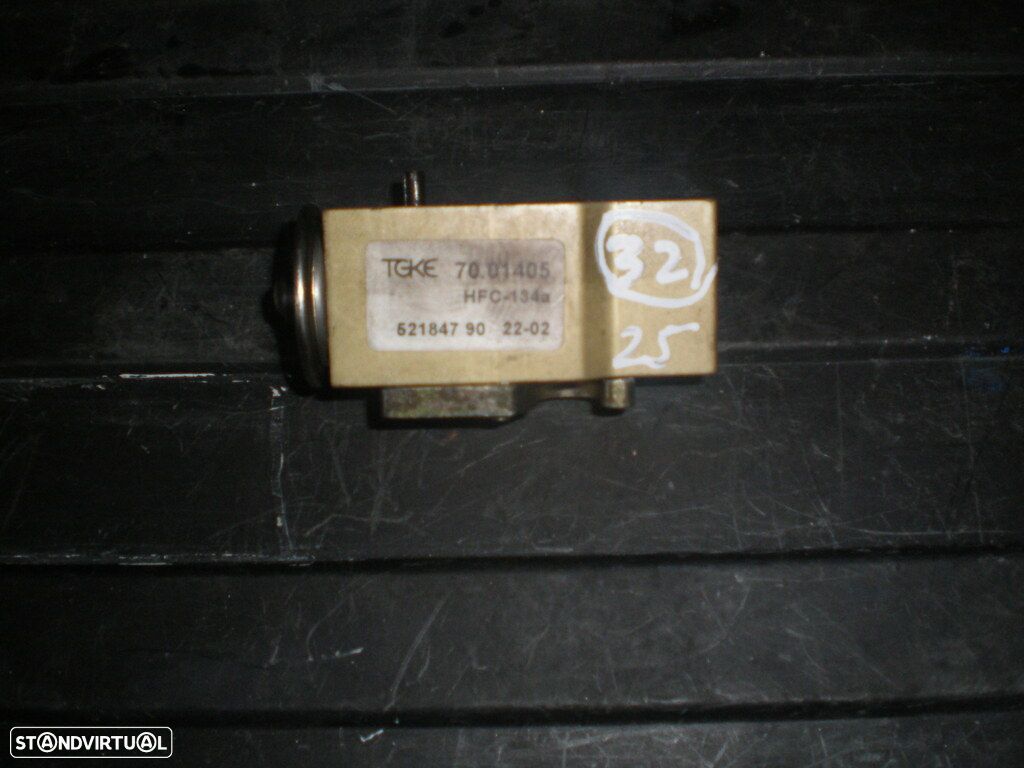 TGKE 70.01405
HFC-134a
521847 90 22-02
32
25
STANDVIRTUAL